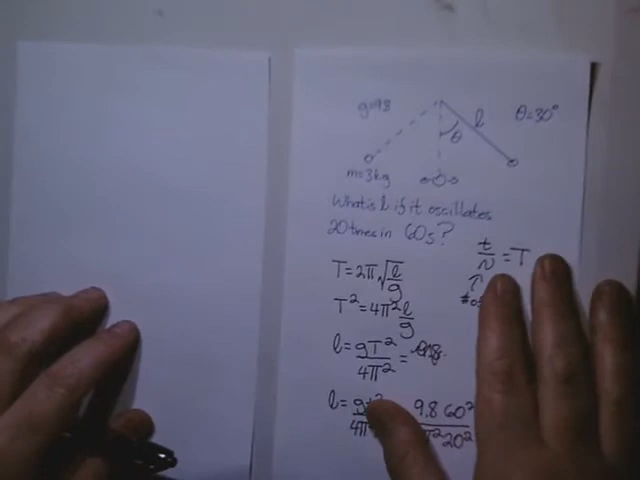 g=9.8
θ=30°
l
θ
m=3kg
What is l if it oscillates
20 times in 60s?
t/N = T
T=2π√(l/g)
T²=4π² l/g
l = gT²/4π² =
l =
9.8 60²
π² 20²